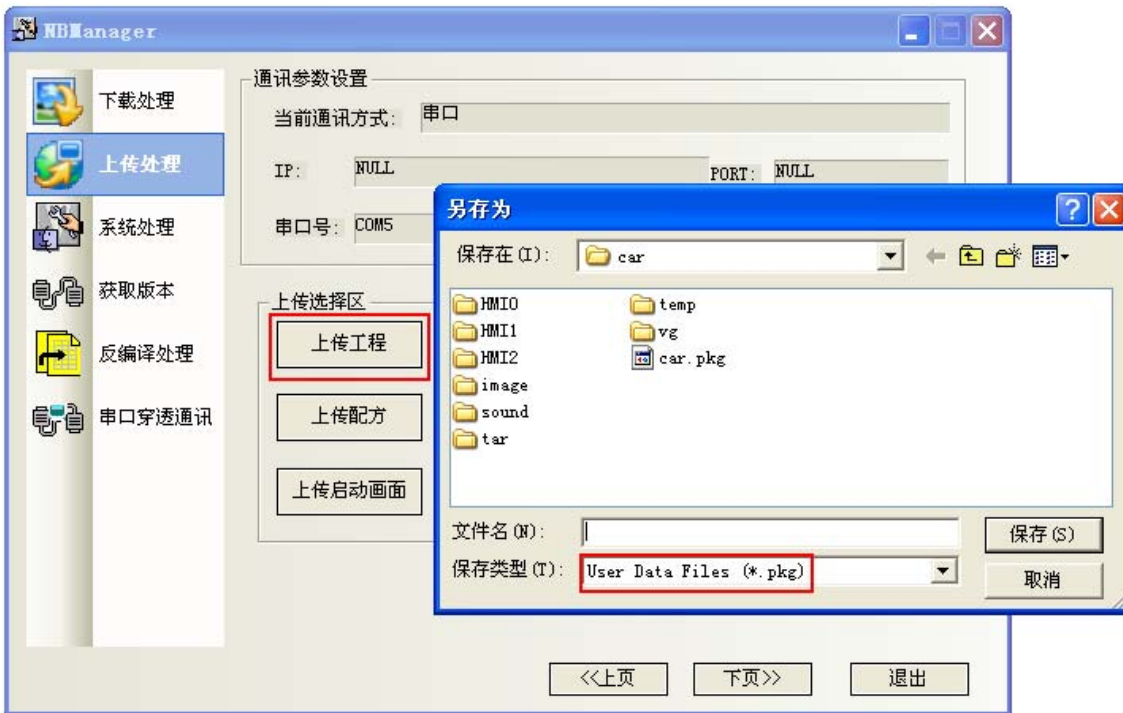 NBManager
下载处理
上传处理
系统处理
获取版本
反编译处理
串口穿透通讯
通讯参数设置
当前通讯方式: 串口
IP: NULL PORT: NULL
串口号: COM5
上传选择区
上传工程
上传配方
上传启动画面
另存为
保存在(I): car
HMI0
HMI1
HMI2
image
sound
tar
temp
vg
car.pkg
文件名(N):
保存(S)
保存类型(T): User Data Files (*.pkg)
取消
<<上页 下页>> 退出